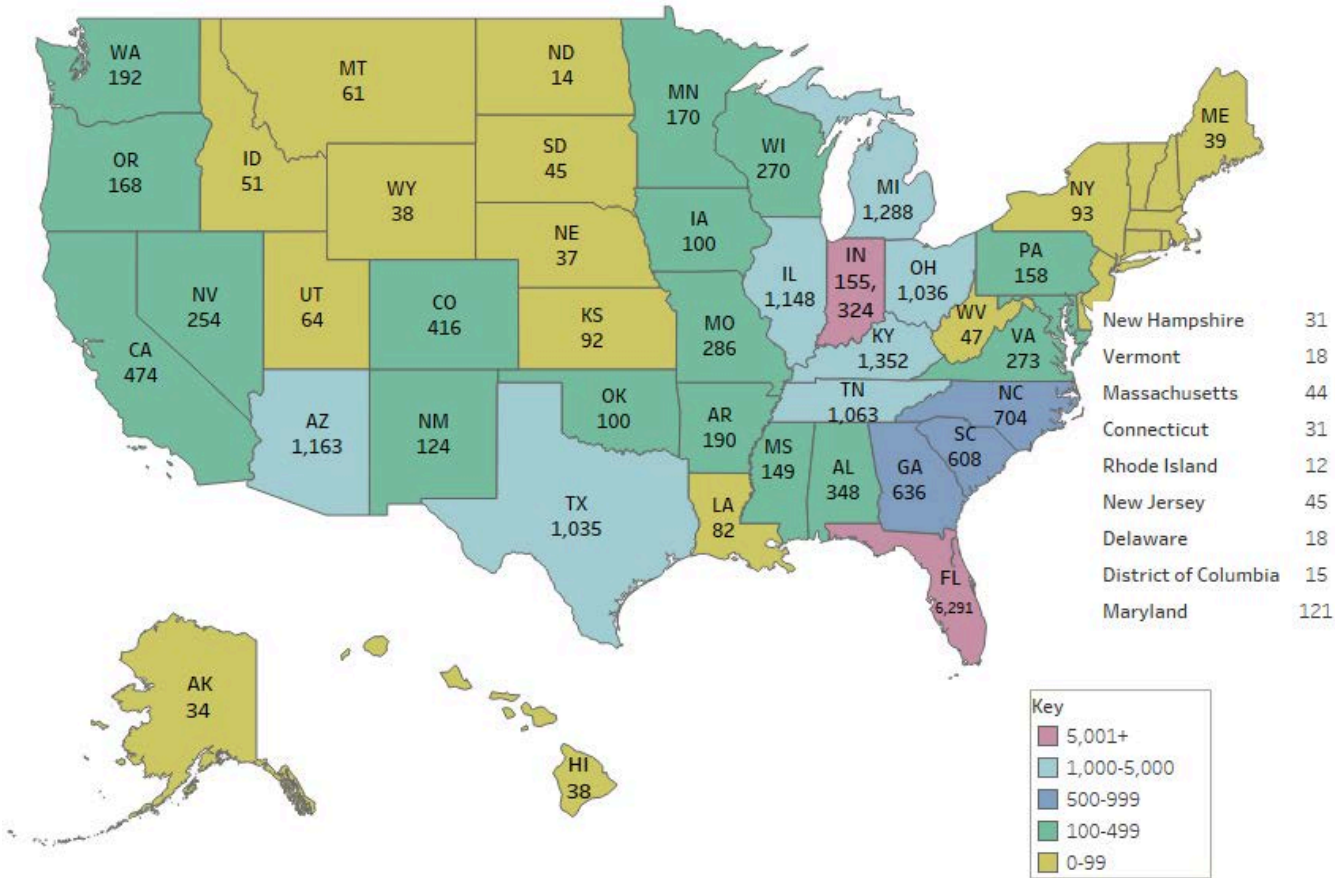 WA
192
MT
61
ND
14
MN
170
ME
39
OR
168
ID
51
SD
45
WI
270
NY
93
MI
1,288
WY
38
IA
100
NE
37
PA
158
IL
1,148
IN
155,
324
OH
1,036
NV
254
UT
64
CO
416
KS
92
MO
286
WV
47
VA
273
KY
1,352
CA
474
TN
1,063
NC
704
OK
100
AR
190
AZ
1,163
NM
124
MS
149
AL
348
GA
636
SC
608
TX
1,035
LA
82
FL
6,291
New Hampshire 31
Vermont 18
Massachusetts 44
Connecticut 31
Rhode Island 12
New Jersey 45
Delaware 18
District of Columbia 15
Maryland 121
AK
34
HI
38
Key
5,001+
1,000-5,000
500-999
100-499
0-99